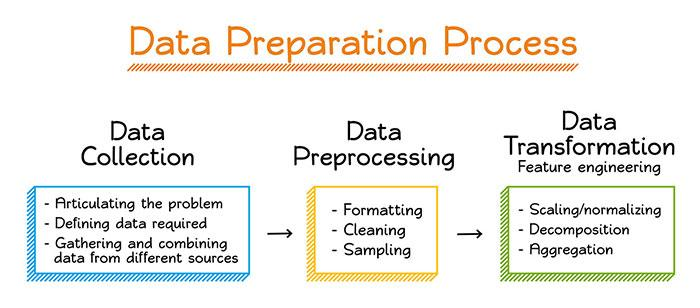 Data Preparation Process
Data
Collection
- Articulating the problem
- Defining data required
- Gathering and combining
data from different sources
Data
Preprocessing
- Formatting
- Cleaning
- Sampling
Data
Transformation
Feature engineering
- Scaling/normalizing
- Decomposition
- Aggregation